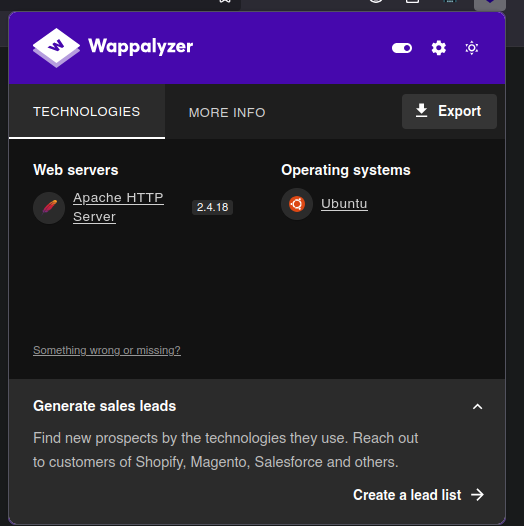 Wappalyzer
TECHNOLOGIES
MORE INFO
Export
Web servers
Apache HTTP
Server
2.4.18
Operating systems
Ubuntu
Something wrong or missing?
Generate sales leads
Find new prospects by the technologies they use. Reach out
to customers of Shopify, Magento, Salesforce and others.
Create a lead list